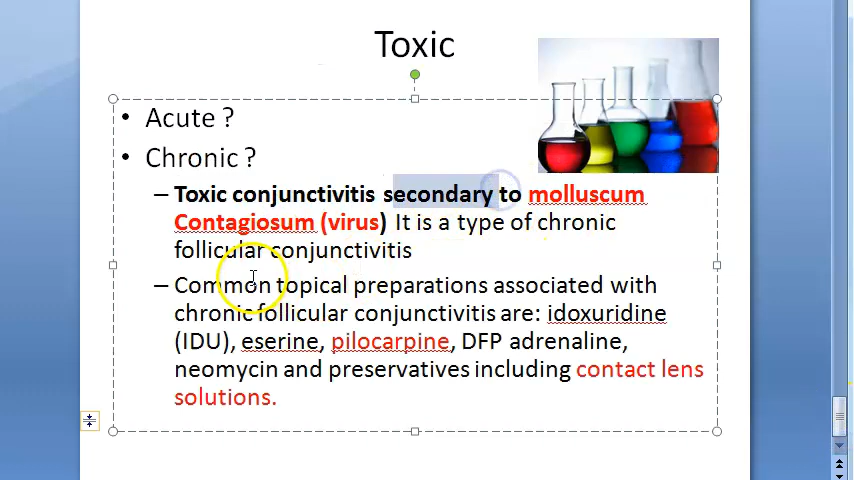 Toxic
• Acute ?
• Chronic ?
– Toxic conjunctivitis secondary to molluscum
Contagiosum (virus) It is a type of chronic
follicular conjunctivitis
– Common topical preparations associated with
chronic follicular conjunctivitis are: idoxuridine
(IDU), eserine, pilocarpine, DFP adrenaline,
neomycin and preservatives including contact lens
solutions.